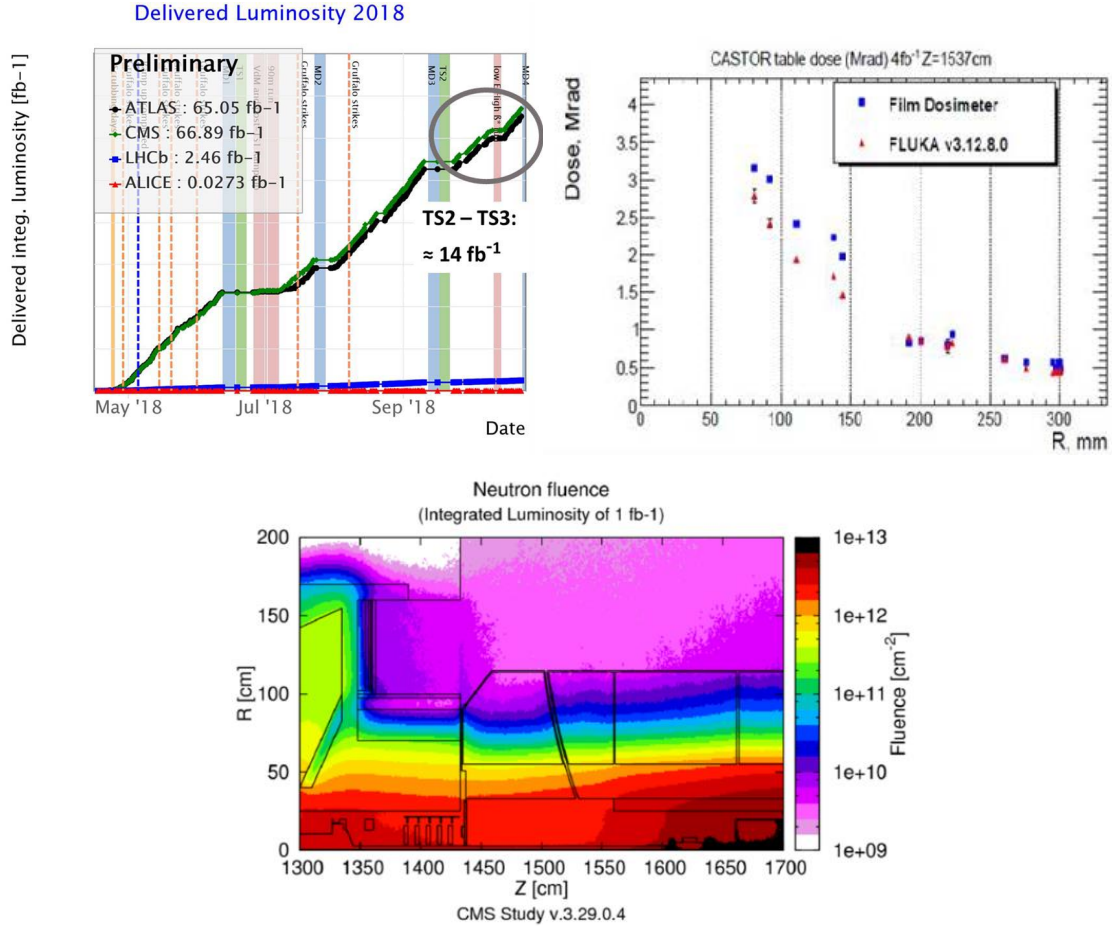 Delivered Luminosity 2018
Delivered integ. luminosity [fb−1]
Preliminary
ATLAS : 65.05 fb−1
CMS : 66.89 fb−1
LHCb : 2.46 fb−1
ALICE : 0.0273 fb−1
TS1
MD2
Gruffalo strikes
Gruffalo strikes
MD3
TS2
MD4
TS2 – TS3:
≈ 14 fb-1
May '18
Jul '18
Sep '18
Date
CASTOR table dose (Mrad) 4fb-1 Z=1537cm
Dose, Mrad
Film Dosimeter
FLUKA v3.12.8.0
4
3.5
3
2.5
2
1.5
1
0.5
0
0 50 100 150 200 250 300
R, mm
Neutron fluence
(Integrated Luminosity of 1 fb-1)
R [cm]
200
150
100
50
0
1300 1350 1400 1450 1500 1550 1600 1650 1700
Z [cm]
1e+13
1e+12
1e+11
1e+10
1e+09
Fluence [cm-2]
CMS Study v.3.29.0.4